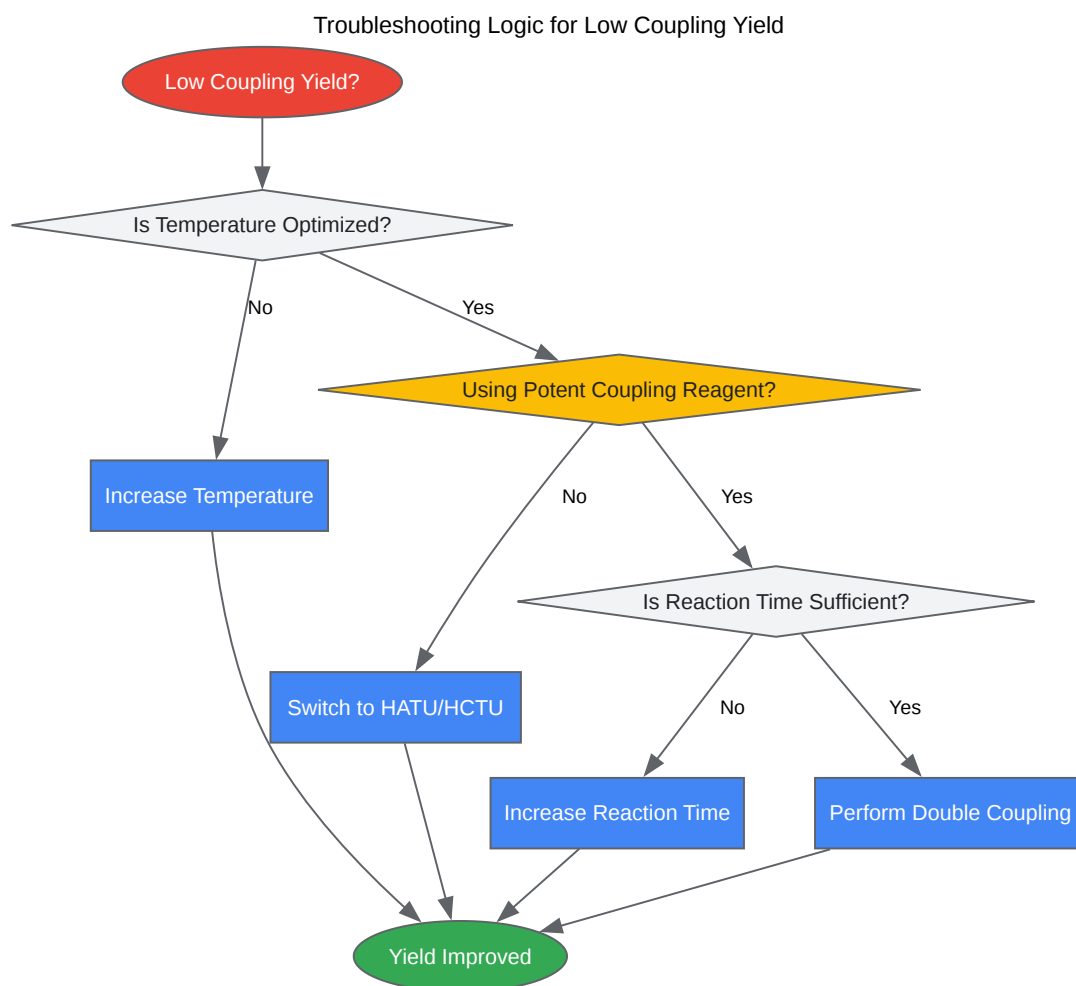 Troubleshooting Logic for Low Coupling Yield
Low Coupling Yield?
Is Temperature Optimized?
No
Yes
Using Potent Coupling Reagent?
Increase Temperature
No
Yes
Is Reaction Time Sufficient?
Switch to HATU/HCTU
No
Yes
Increase Reaction Time
Perform Double Coupling
Yield Improved